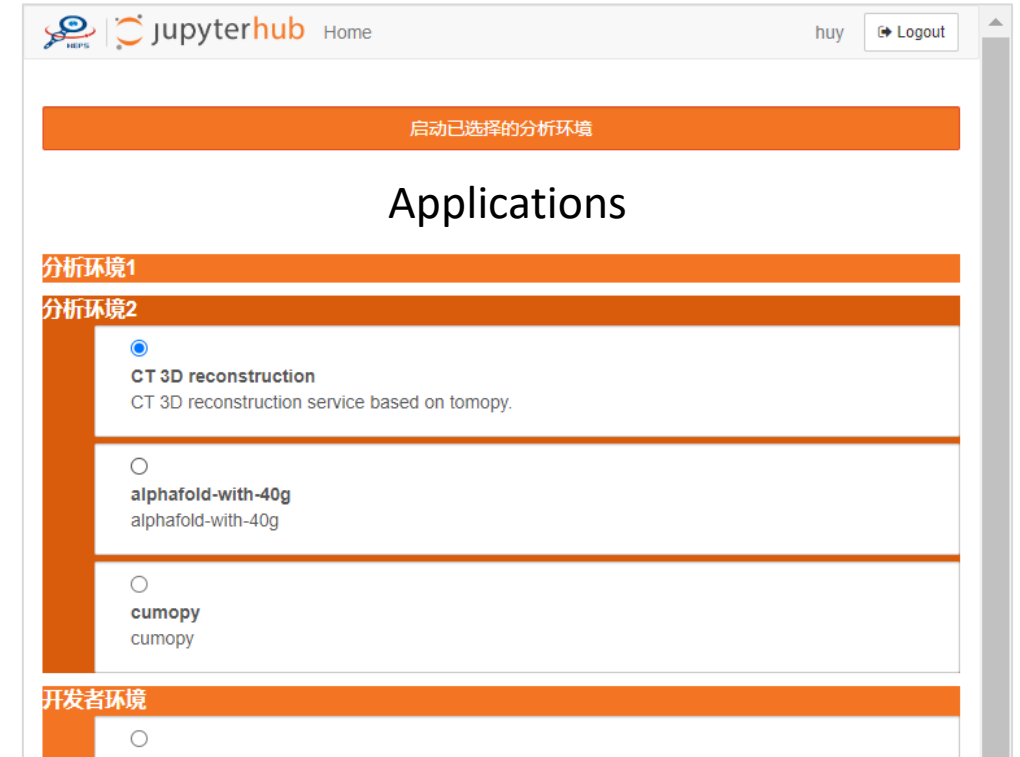 HEPS jupyterhub Home huy Logout
启动已选择的分析环境
Applications
分析环境1
分析环境2
CT 3D reconstruction
CT 3D reconstruction service based on tomopy.
alphafold-with-40g
alphafold-with-40g
cumopy
cumopy
开发者环境